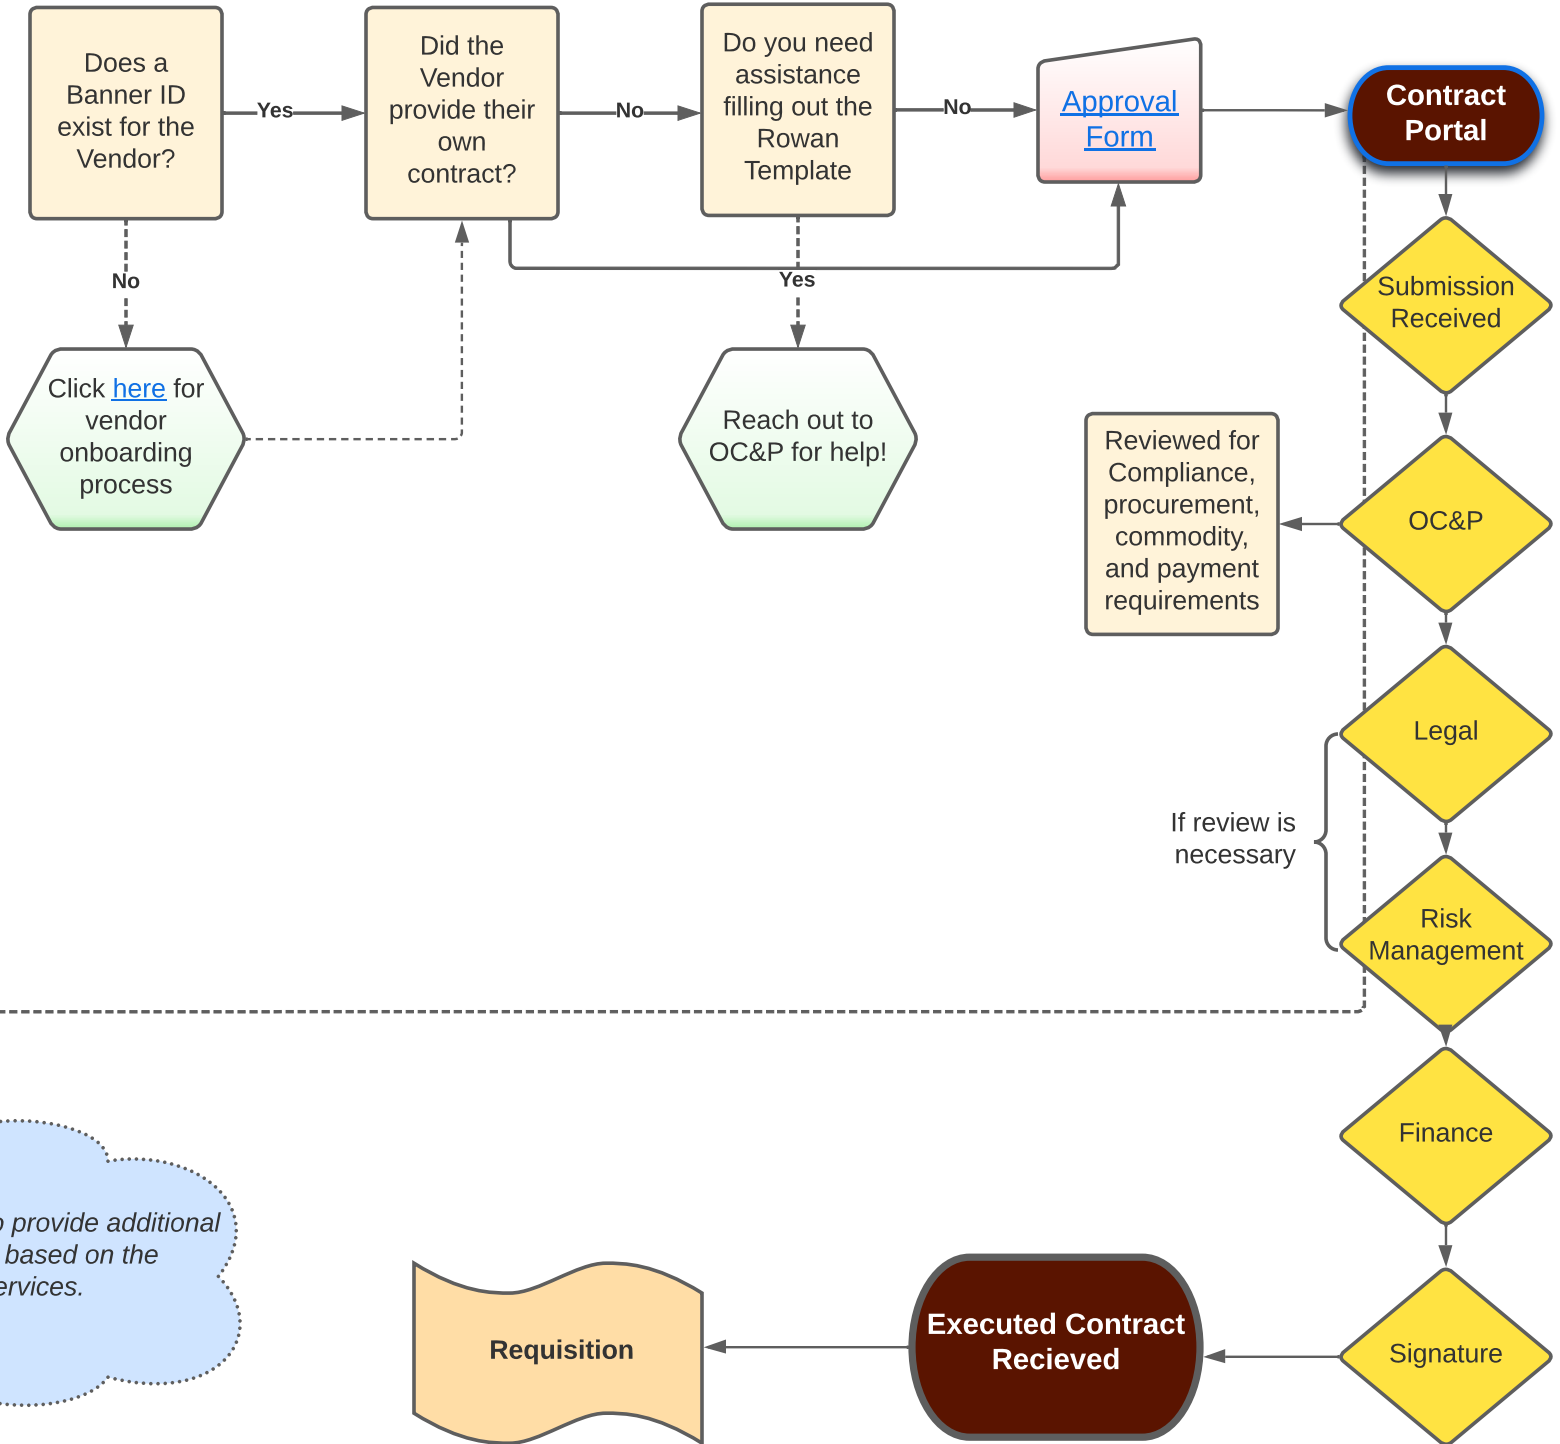 Does a
Banner ID
exist for the
Vendor?
Yes
Did the
Vendor
provide their
own
contract?
No
Do you need
assistance
filling out the
Rowan
Template
No
Approval
Form
Contract
Portal
No
Yes
Click here for
vendor
onboarding
process
Reach out to
OC&P for help!
Submission
Received
Reviewed for
Compliance,
procurement,
commodity,
and payment
requirements
OC&P
Legal
If review is
necessary
Risk
Management
Finance
provide additional
based on the
ervices.
Requisition
Executed Contract
Recieved
Signature